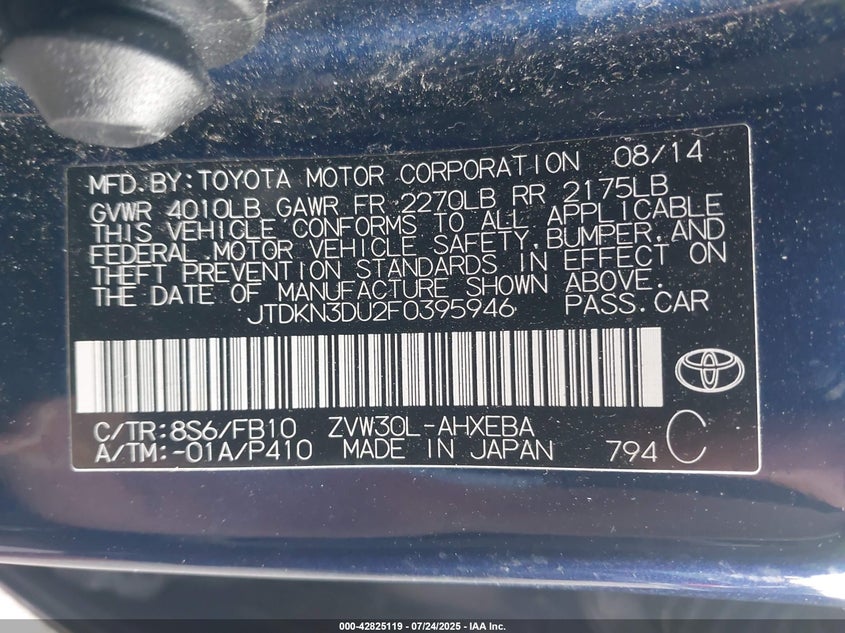 MFD.BY:TOYOTA MOTOR CORPORATION 08/14
GVWR 4010LB GAWR FR 2270LB RR 2175LB
THIS VEHICLE CONFORMS TO ALL APPLICABLE
FEDERAL MOTOR VEHICLE SAFETY,BUMPER,AND
THEFT PREVENTION STANDARDS IN EFFECT ON
THE DATE OF MANUFACTURE SHOWN ABOVE.
JTDKN3DU2F0395946 PASS.CAR
C/TR:8S6/FB10 ZVW30L-AHXEBA
A/TM:-01A/P410 MADE IN JAPAN 794 C
000-42825119 - 07/24/2025 - IAA Inc.